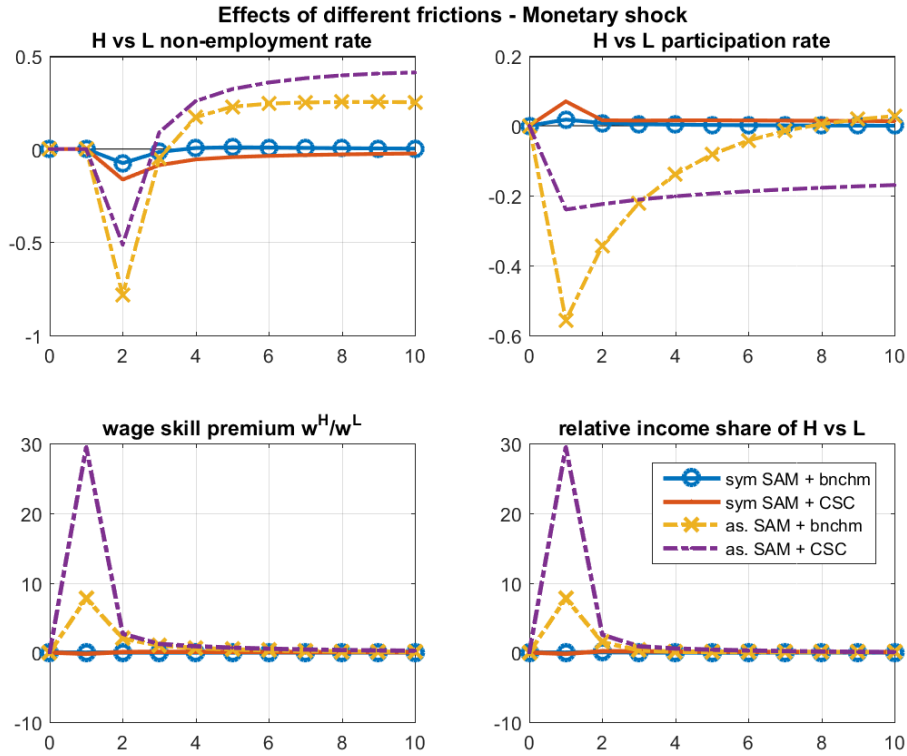 Effects of different frictions - Monetary shock
H vs L non-employment rate
0.5
0
-0.5
-1
0 2 4 6 8 10
H vs L participation rate
0.2
0
-0.2
-0.4
-0.6
0 2 4 6 8 10
wage skill premium w^H/w^L
30
20
10
0
-10
0 2 4 6 8 10
relative income share of H vs L
30
20
10
0
-10
0 2 4 6 8 10
sym SAM + bnchm
sym SAM + CSC
as. SAM + bnchm
as. SAM + CSC